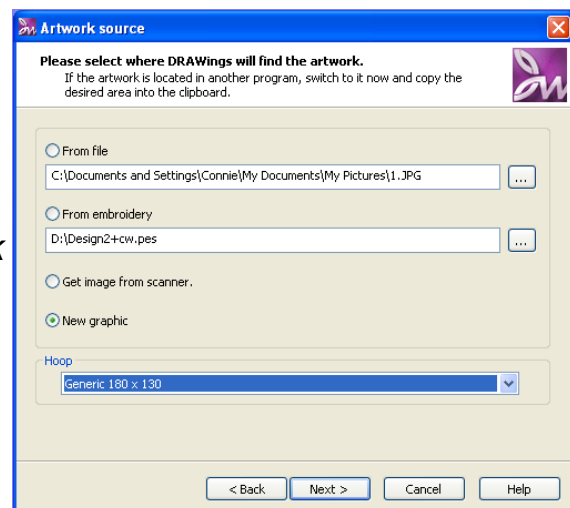 Artwork source
Please select where DRAWings will find the artwork.
If the artwork is located in another program, switch to it now and copy the
desired area into the clipboard.
From file
C:\Documents and Settings\Connie\My Documents\My Pictures\1.JPG
...
From embroidery
k
D:\Design2+cw.pes
...
Get image from scanner.
New graphic
Hoop
Generic 180 x 130
< Back
Next >
Cancel
Help